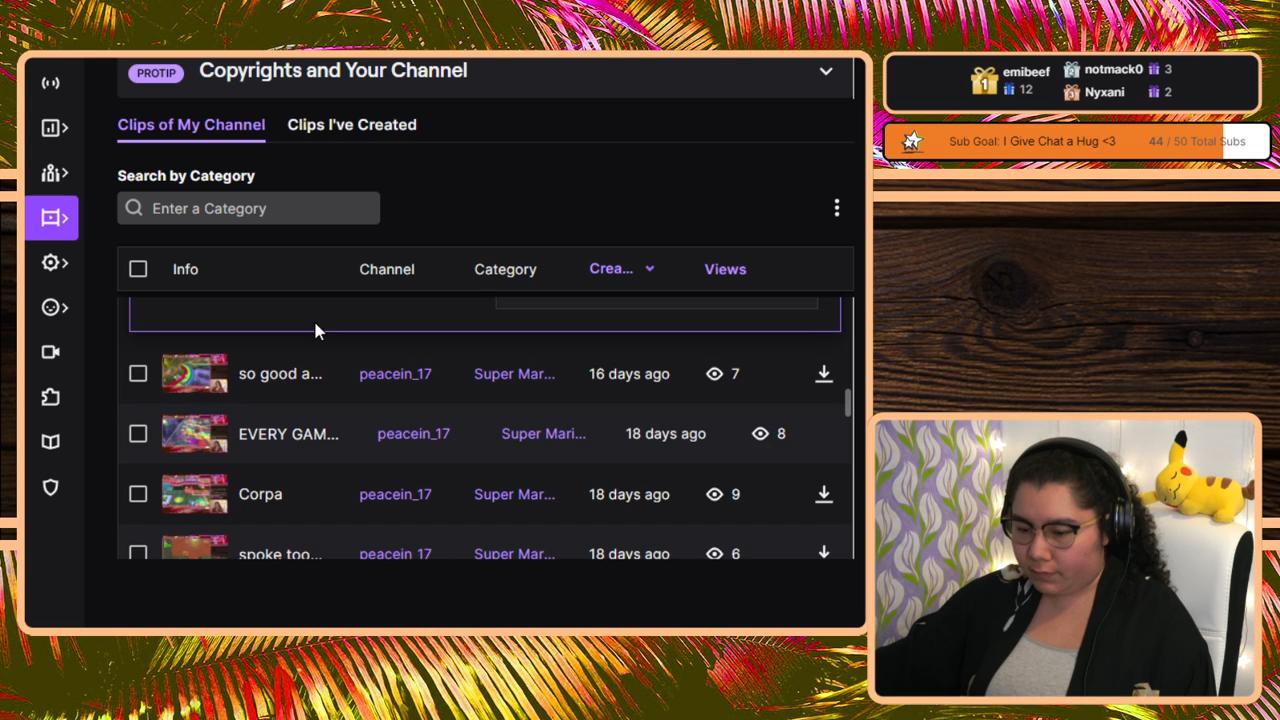 PROTIP Copyrights and Your Channel
Clips of My Channel Clips I've Created
Search by Category
Enter a Category
Info Channel Category Crea... Views
so good a... peacein_17 Super Mar... 16 days ago 7
EVERY GAM... peacein_17 Super Mari... 18 days ago 8
Corpa peacein_17 Super Mar... 18 days ago 9
spoke too... peacein_17 Super Mar... 18 days ago 6
1 emibeef 12
2 notmack0 3
3 Nyxani 2
Sub Goal: I Give Chat a Hug <3 44 / 50 Total Subs